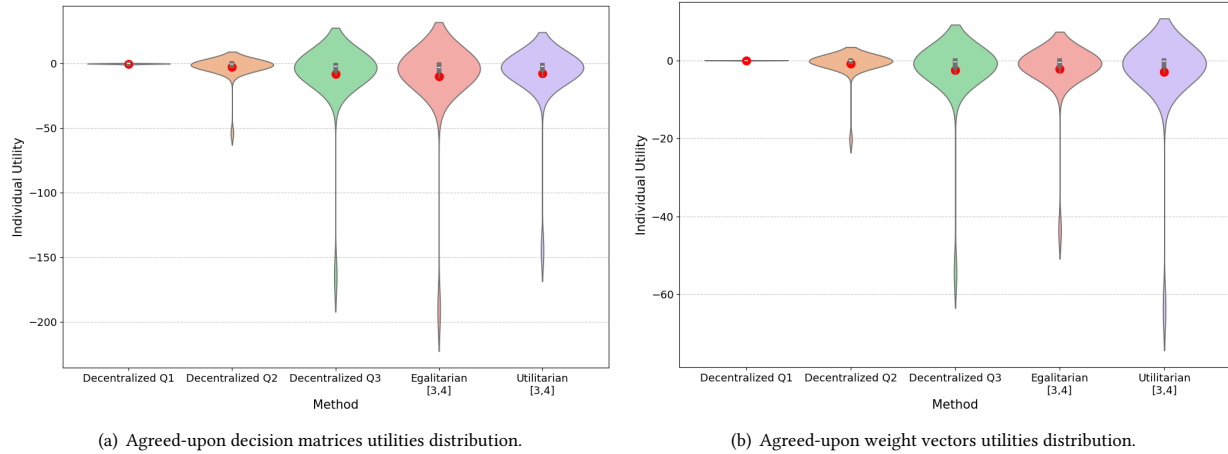 Individual Utility
0
−50
−100
−150
−200
Decentralized Q1
Decentralized Q2
Decentralized Q3
Egalitarian
[3,4]
Utilitarian
[3,4]
Method
(a) Agreed-upon decision matrices utilities distribution.
Individual Utility
0
−20
−40
−60
Decentralized Q1
Decentralized Q2
Decentralized Q3
Egalitarian
[3,4]
Utilitarian
[3,4]
Method
(b) Agreed-upon weight vectors utilities distribution.